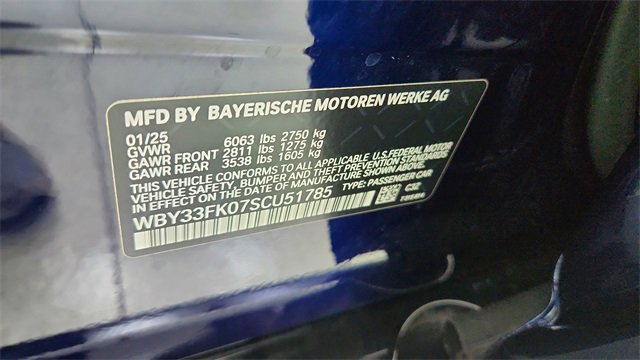 MFD BY BAYERISCHE MOTOREN WERKE AG
01/25
GVWR 6063 lbs 2750 kg
GAWR FRONT 2811 lbs 1275 kg
GAWR REAR 3538 lbs 1605 kg
THIS VEHICLE CONFORMS TO ALL APPLICABLE U.S.FEDERAL MOTOR
VEHICLE SAFETY, BUMPER AND THEFT PREVENTION STANDARDS
IN EFFECT ON THE DATE OF MANUFACTURE SHOWN ABOVE.
WBY33FK07SCU51785 TYPE: PASSENGER CAR
C3Z